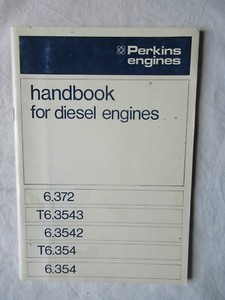 Perkins
engines
handbook
for diesel engines
6.372
T6.3543
6.3542
T6.354
6.354